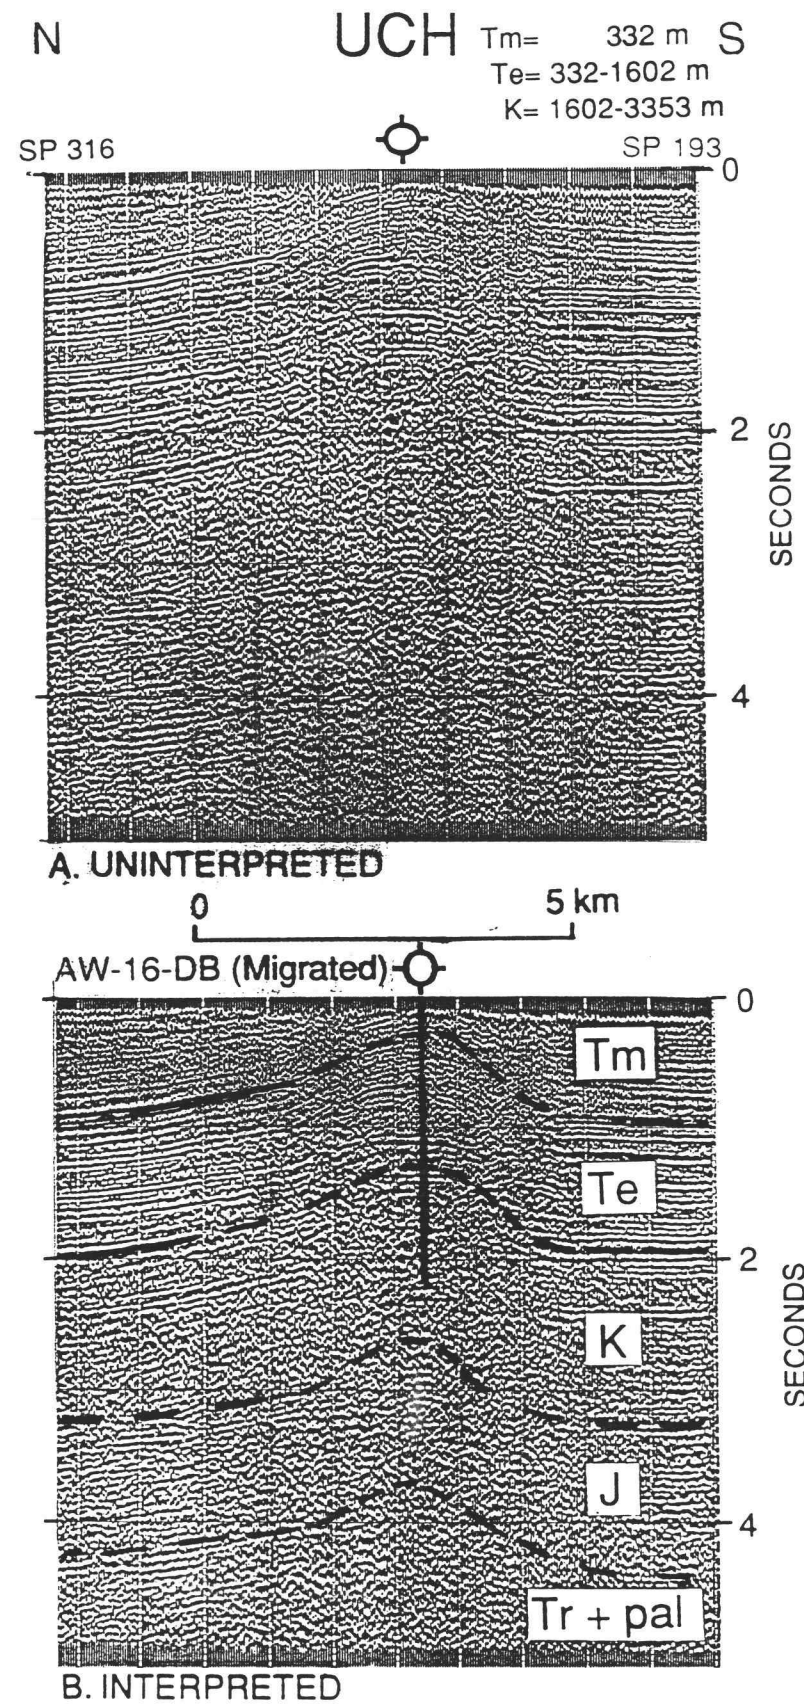 N UCH Tm= 332 m S
Te= 332-1602 m
K= 1602-3353 m
SP 316 SP 193
0
2
SECONDS
4
A. UNINTERPRETED
0 5 km
AW-16-DB (Migrated)
0
Tm
Te
2
K
SECONDS
J
4
Tr + pal
B. INTERPRETED